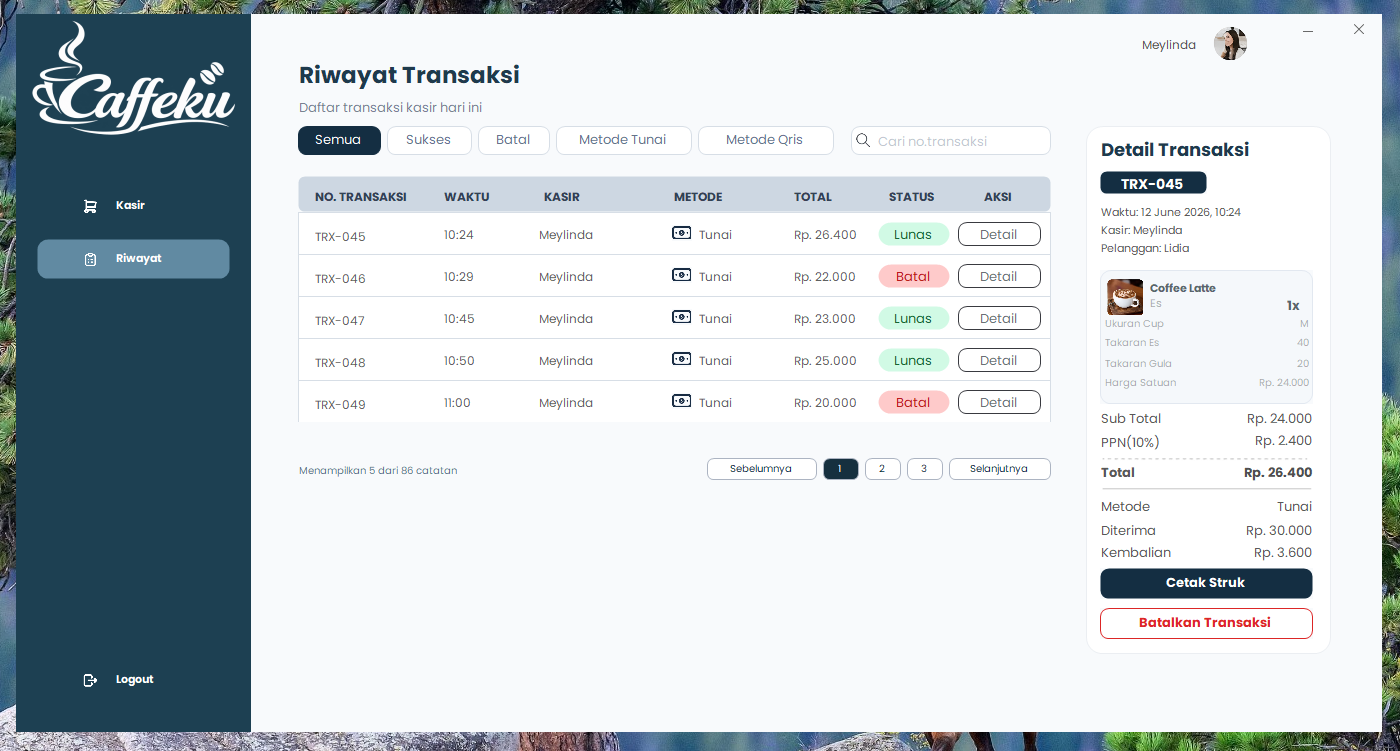 Caffeku
Meylinda
Riwayat Transaksi
Daftar transaksi kasir hari ini
Semua Sukses Batal Metode Tunai Metode Qris Cari no.transaksi
Kasir
Riwayat
Logout
NO. TRANSAKSI WAKTU KASIR METODE TOTAL STATUS AKSI
TRX-045 10:24 Meylinda Tunai Rp. 26.400 Lunas Detail
TRX-046 10:29 Meylinda Tunai Rp. 22.000 Batal Detail
TRX-047 10:45 Meylinda Tunai Rp. 23.000 Lunas Detail
TRX-048 10:50 Meylinda Tunai Rp. 25.000 Lunas Detail
TRX-049 11:00 Meylinda Tunai Rp. 20.000 Batal Detail
Menampilkan 5 dari 86 catatan
Sebelumnya 1 2 3 Selanjutnya
Detail Transaksi
TRX-045
Waktu: 12 June 2026, 10:24
Kasir: Meylinda
Pelanggan: Lidia
Coffee Latte
Es
1x
Ukuran Cup M
Takaran Es 40
Takaran Gula 20
Harga Satuan Rp. 24.000
Sub Total Rp. 24.000
PPN(10%) Rp. 2.400
Total Rp. 26.400
Metode Tunai
Diterima Rp. 30.000
Kembalian Rp. 3.600
Cetak Struk
Batalkan Transaksi